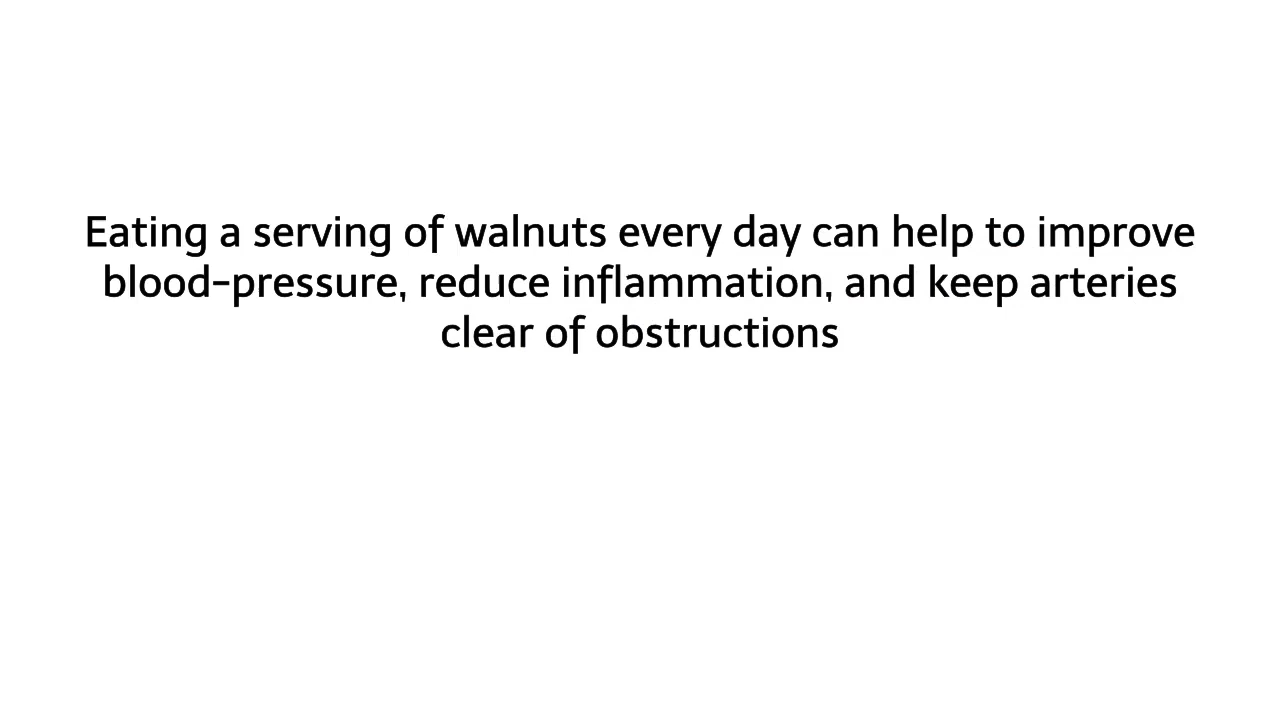 Eating a serving of walnuts every day can help to improve
blood-pressure, reduce inflammation, and keep arteries
clear of obstructions